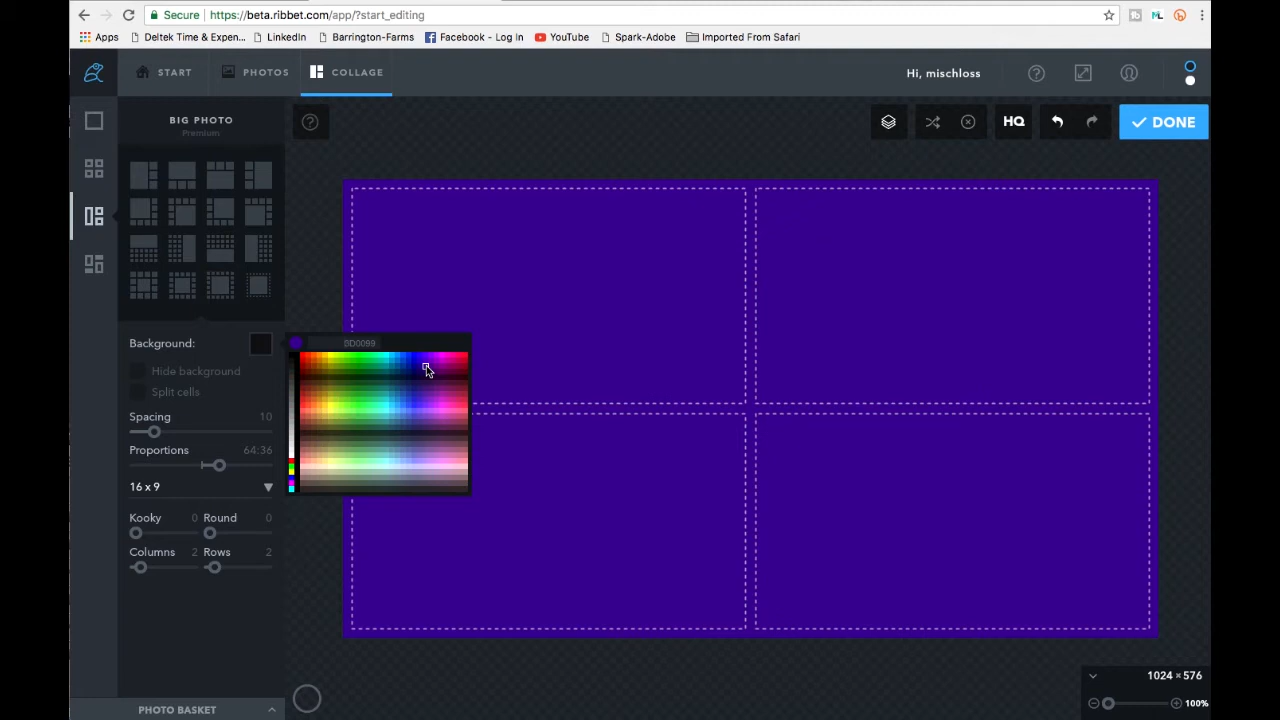 Secure https://beta.ribbet.com/app/?start_editing
Apps Deltek Time & Expen... LinkedIn Barrington-Farms Facebook - Log In YouTube Spark-Adobe Imported From Safari
START PHOTOS COLLAGE Hi, mischloss
BIG PHOTO
Premium
HQ DONE
Background:
Hide background
Split cells
Spacing 10
Proportions 64:36
16 x 9
Kooky 0 Round 0
Columns 2 Rows 2
PHOTO BASKET
1024 × 576
100%